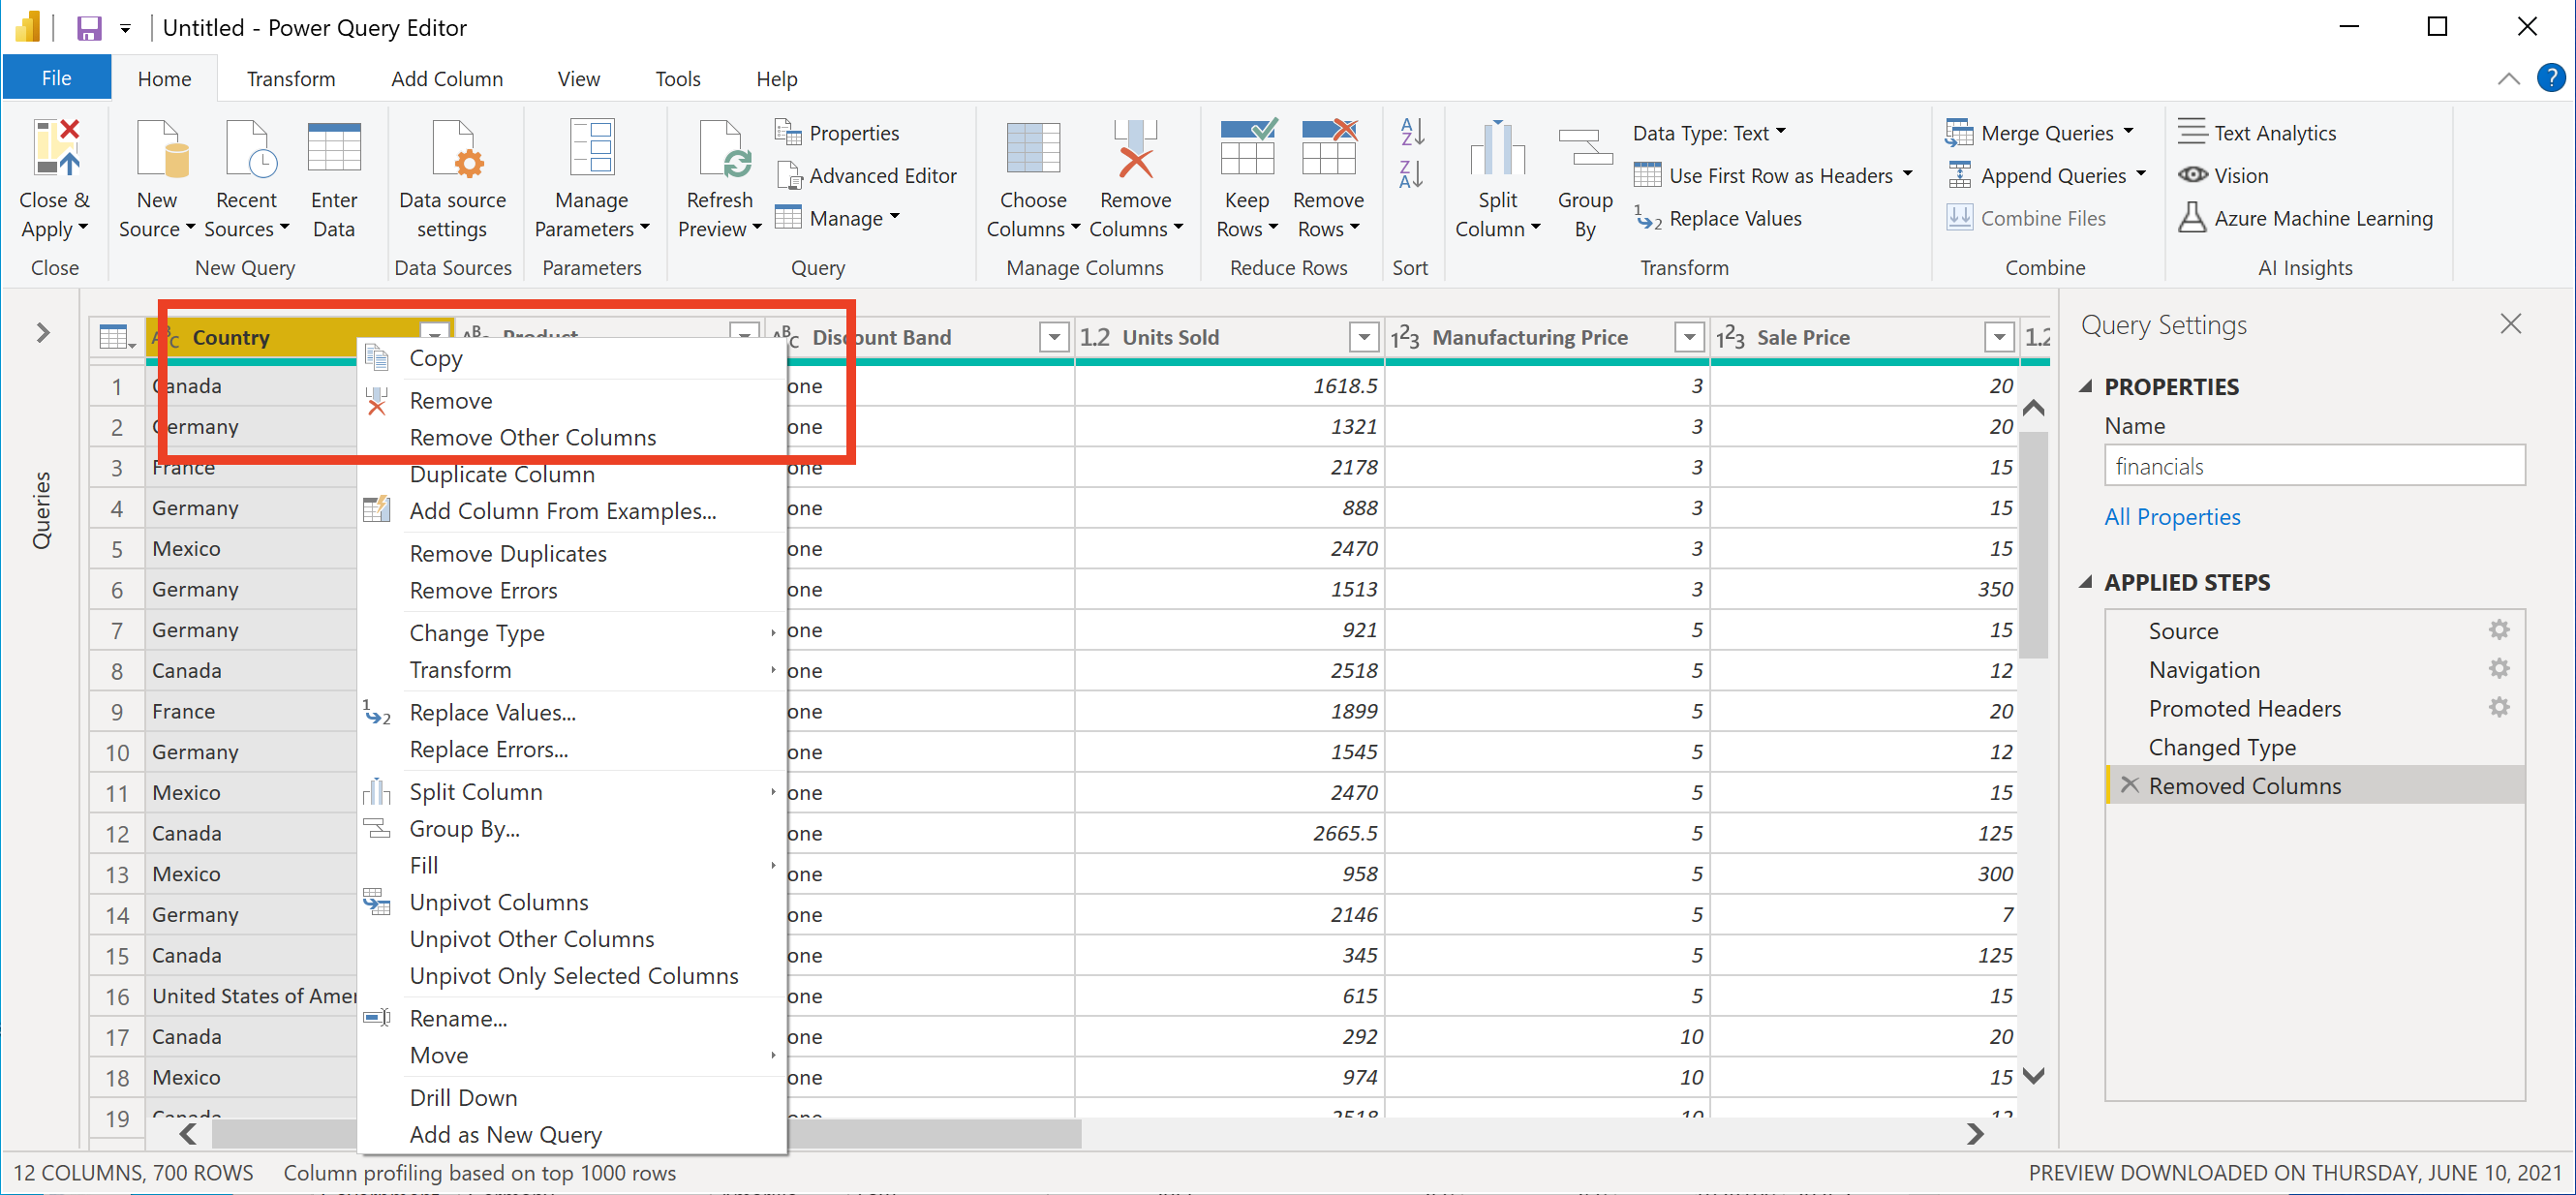 Untitled - Power Query Editor
File Home Transform Add Column View Tools Help
Close & Apply
New Source
Recent Sources
Enter Data
Data source settings
Manage Parameters
Refresh Preview
Properties
Advanced Editor
Manage
Choose Columns
Remove Columns
Keep Rows
Remove Rows
Split Column
Group By
Data Type: Text
Use First Row as Headers
Replace Values
Merge Queries
Append Queries
Combine Files
Text Analytics
Vision
Azure Machine Learning
Close New Query Data Sources Parameters Query Manage Columns Reduce Rows Sort Transform Combine AI Insights
Queries
Country Product Discount Band 1.2 Units Sold 123 Manufacturing Price 123 Sale Price 1.2
1 Canada one 1618.5 3 20
2 Germany one 1321 3 20
3 France one 2178 3 15
4 Germany one 888 3 15
5 Mexico one 2470 3 15
6 Germany one 1513 3 350
7 Germany one 921 5 15
8 Canada one 2518 5 12
9 France one 1899 5 20
10 Germany one 1545 5 12
11 Mexico one 2470 5 15
12 Canada one 2665.5 5 125
13 Mexico one 958 5 300
14 Germany one 2146 5 7
15 Canada one 345 5 125
16 United States of Amer one 615 5 15
17 Canada one 292 10 20
18 Mexico one 974 10 15
19 Canada one 2518 10 12
Copy
Remove
Remove Other Columns
Duplicate Column
Add Column From Examples...
Remove Duplicates
Remove Errors
Change Type
Transform
Replace Values...
Replace Errors...
Split Column
Group By...
Fill
Unpivot Columns
Unpivot Other Columns
Unpivot Only Selected Columns
Rename...
Move
Drill Down
Add as New Query
Query Settings
PROPERTIES
Name
financials
All Properties
APPLIED STEPS
Source
Navigation
Promoted Headers
Changed Type
Removed Columns
12 COLUMNS, 700 ROWS Column profiling based on top 1000 rows
PREVIEW DOWNLOADED ON THURSDAY, JUNE 10, 2021